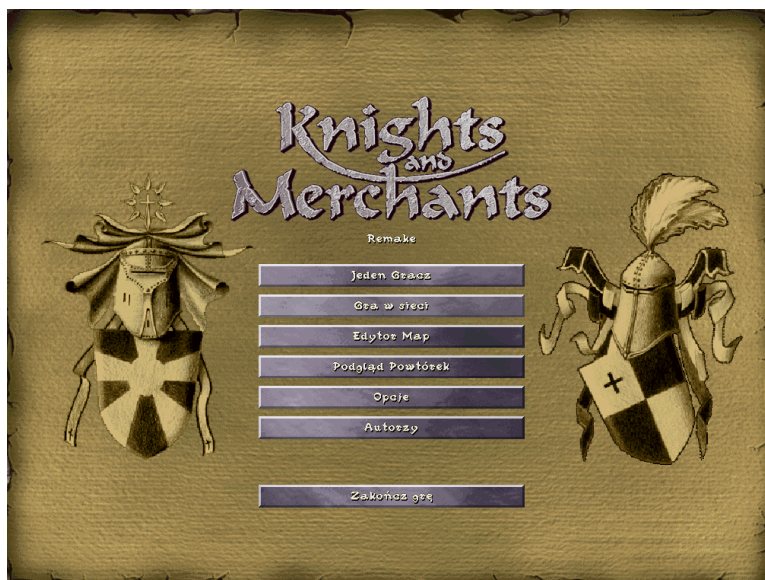 Knights
and
Merchants
Remake
Jeden Gracz
Gra w sieci
Edytor Map
Podgląd Powtórek
Opcje
Autorzy
Zakończ grę